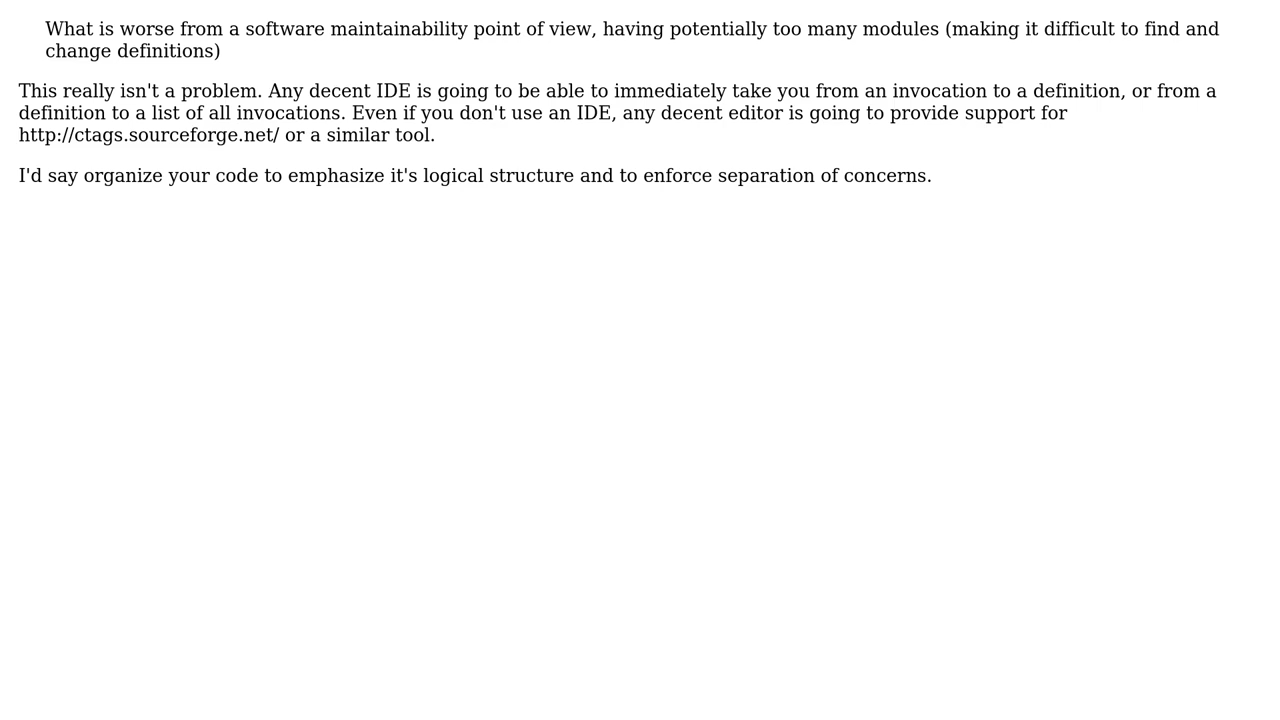 What is worse from a software maintainability point of view, having potentially too many modules (making it difficult to find and
change definitions)
This really isn't a problem. Any decent IDE is going to be able to immediately take you from an invocation to a definition, or from a
definition to a list of all invocations. Even if you don't use an IDE, any decent editor is going to provide support for
http://ctags.sourceforge.net/ or a similar tool.
I'd say organize your code to emphasize it's logical structure and to enforce separation of concerns.